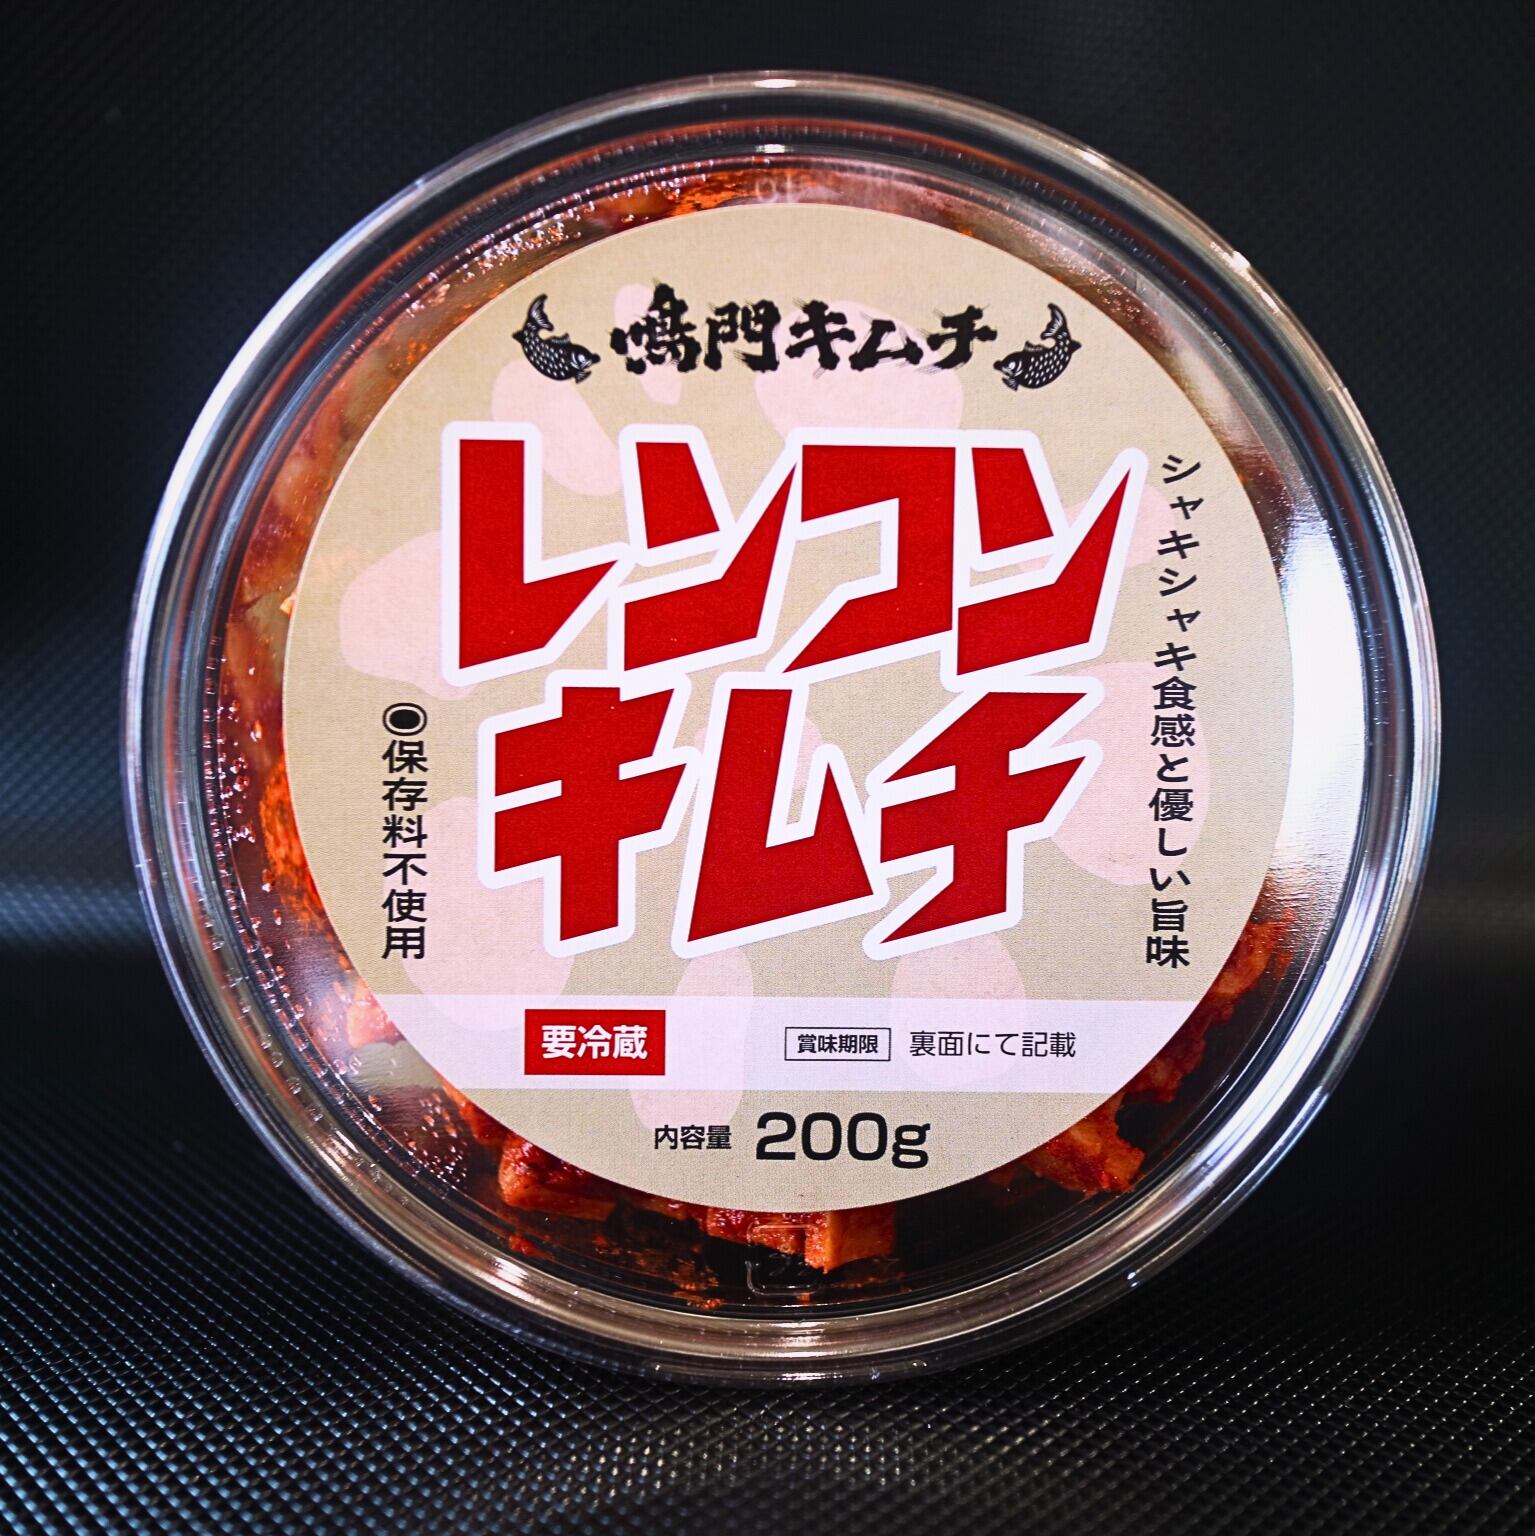 鳴門キムチ
レンコン
キムチ
シャキシャキ食感と優しい旨味
◉保存料不使用
要冷蔵
賞味期限 裏面にて記載
内容量 200g